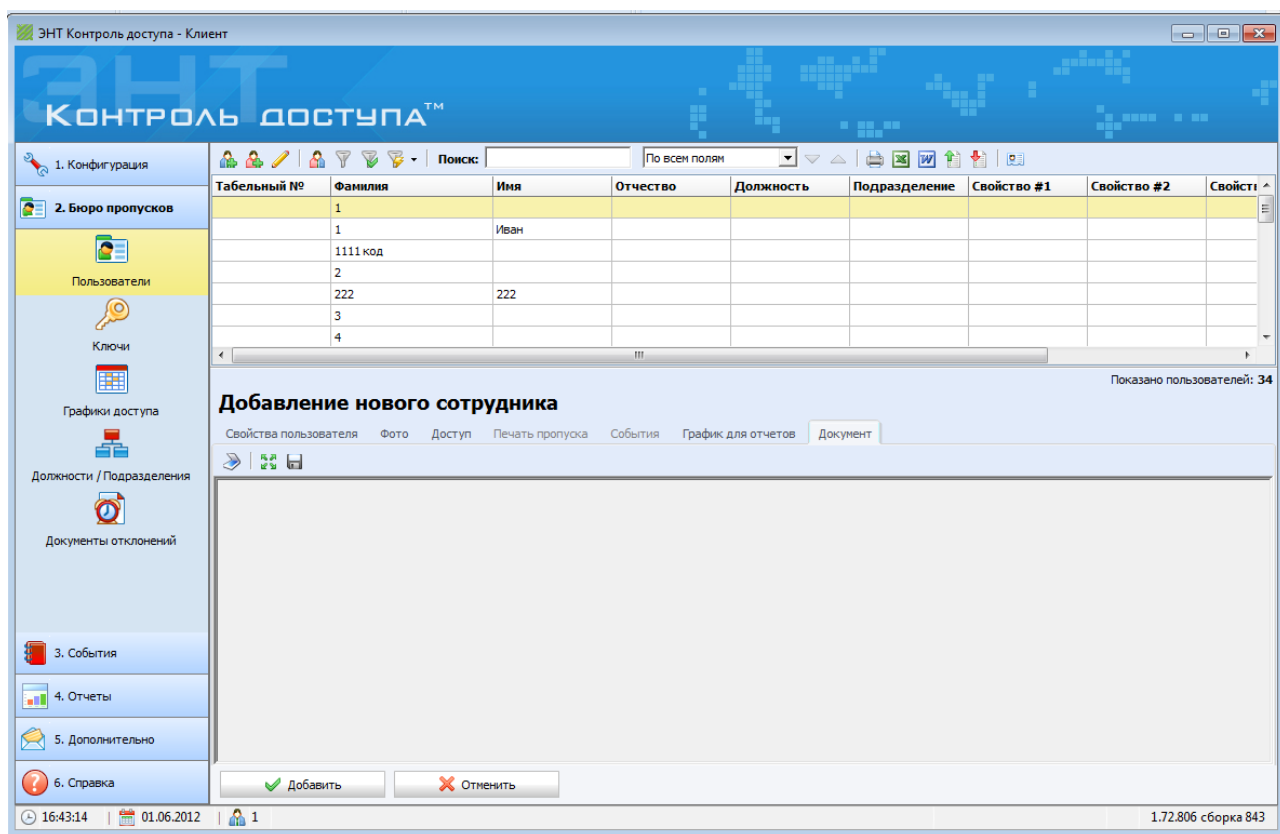 ЭНТ Контроль доступа - Клиент
ЭНТ
Контроль доступа™
1. Конфигурация
2. Бюро пропусков
Пользователи
Ключи
Графики доступа
Должности / Подразделения
Документы отклонений
3. События
4. Отчеты
5. Дополнительно
6. Справка
Поиск: По всем полям
Табельный № Фамилия Имя Отчество Должность Подразделение Свойство #1 Свойство #2 Свойст
1
1 Иван
1111 код
2
222 222
3
4
Показано пользователей: 34
Добавление нового сотрудника
Свойства пользователя Фото Доступ Печать пропуска События График для отчетов Документ
Добавить Отменить
16:43:14 01.06.2012 1 1.72.806 сборка 843